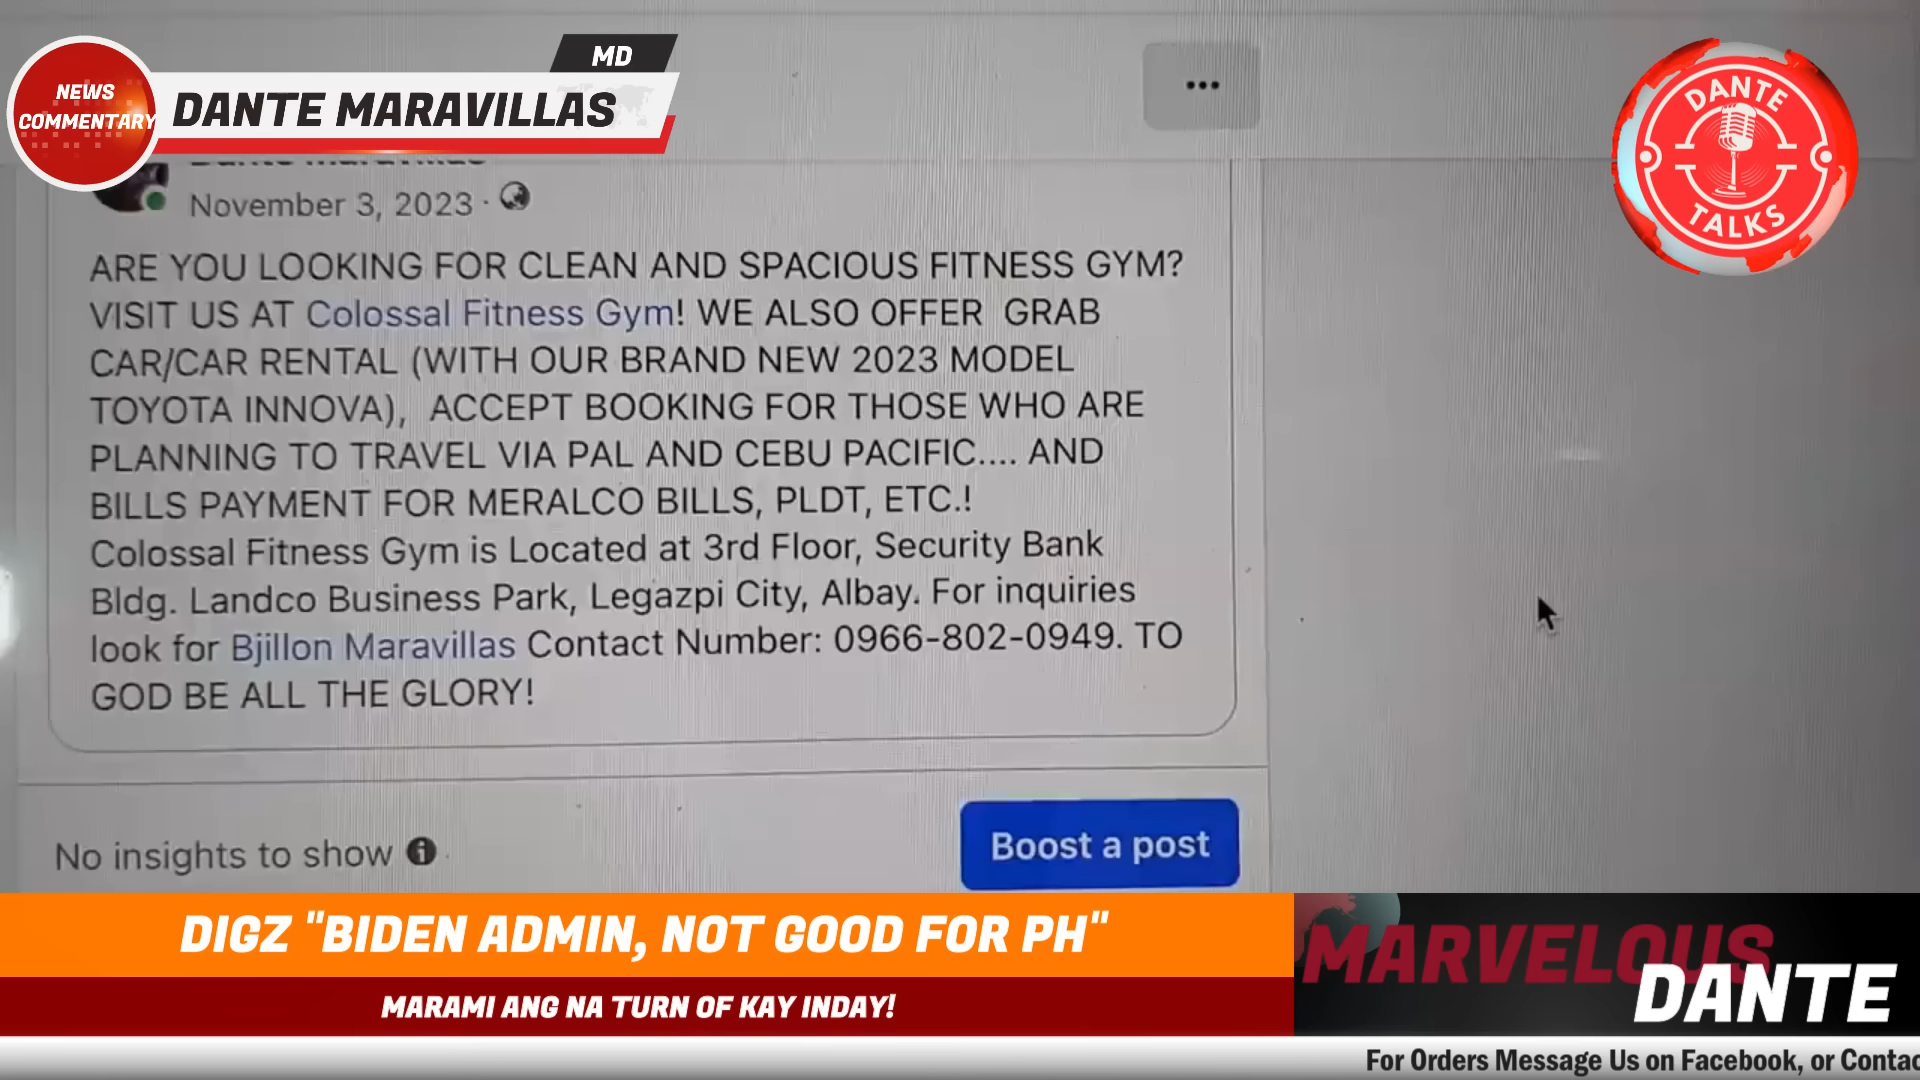 MD
NEWS
COMMENTARY
DANTE MARAVILLAS
DANTE
TALKS
November 3, 2023
ARE YOU LOOKING FOR CLEAN AND SPACIOUS FITNESS GYM?
VISIT US AT Colossal Fitness Gym! WE ALSO OFFER GRAB
CAR/CAR RENTAL (WITH OUR BRAND NEW 2023 MODEL
TOYOTA INNOVA), ACCEPT BOOKING FOR THOSE WHO ARE
PLANNING TO TRAVEL VIA PAL AND CEBU PACIFIC.... AND
BILLS PAYMENT FOR MERALCO BILLS, PLDT, ETC.!
Colossal Fitness Gym is Located at 3rd Floor, Security Bank
Bldg. Landco Business Park, Legazpi City, Albay. For inquiries
look for Bjillon Maravillas Contact Number: 0966-802-0949. TO
GOD BE ALL THE GLORY!
No insights to show
Boost a post
DIGZ "BIDEN ADMIN, NOT GOOD FOR PH"
MARAMI ANG NA TURN OF KAY INDAY!
MARVELOUS
DANTE
For Orders Message Us on Facebook, or Contac